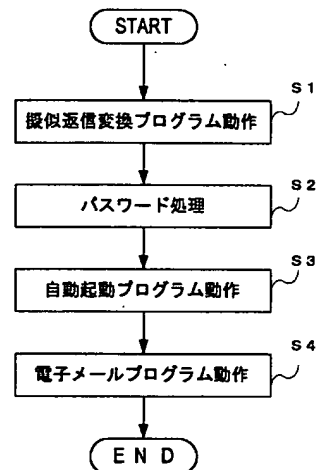 START
S1
擬似返信変換プログラム動作
S2
パスワード処理
S3
自動起動プログラム動作
S4
電子メールプログラム動作
END